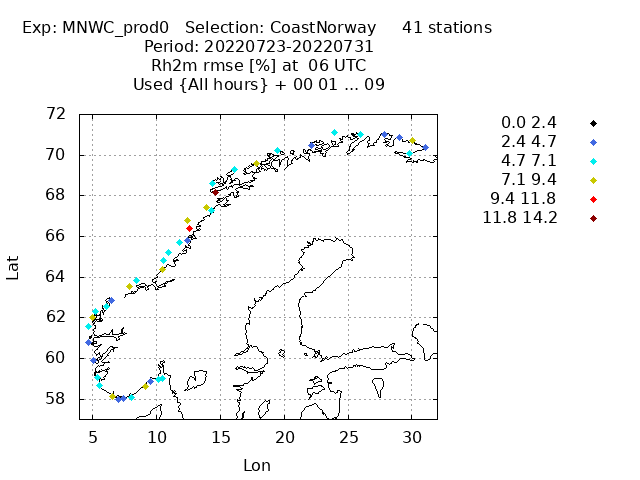 Exp: MNWC_prod0 Selection: CoastNorway 41 stations
Period: 20220723-20220731
Rh2m rmse [%] at 06 UTC
Used {All hours} + 00 01 ... 09
72
70
68
66
64
62
60
58
Lat
5 10 15 20 25 30
Lon
0.0 2.4
2.4 4.7
4.7 7.1
7.1 9.4
9.4 11.8
11.8 14.2